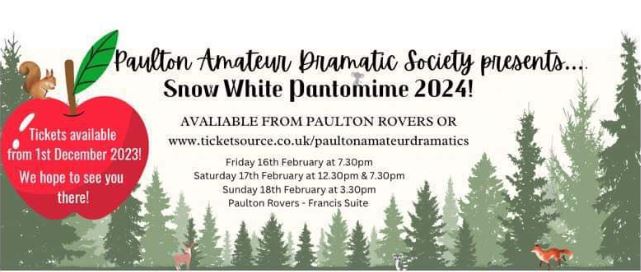 Paulton Amateur Dramatic Society presents...
Snow White Pantomime 2024!
AVALIABLE FROM PAULTON ROVERS OR
www.ticketsource.co.uk/paultonamateurdramatics
Tickets available
from 1st December 2023!
We hope to see you
there!
Friday 16th February at 7.30pm
Saturday 17th February at 12.30pm & 7.30pm
Sunday 18th February at 3.30pm
Paulton Rovers - Francis Suite